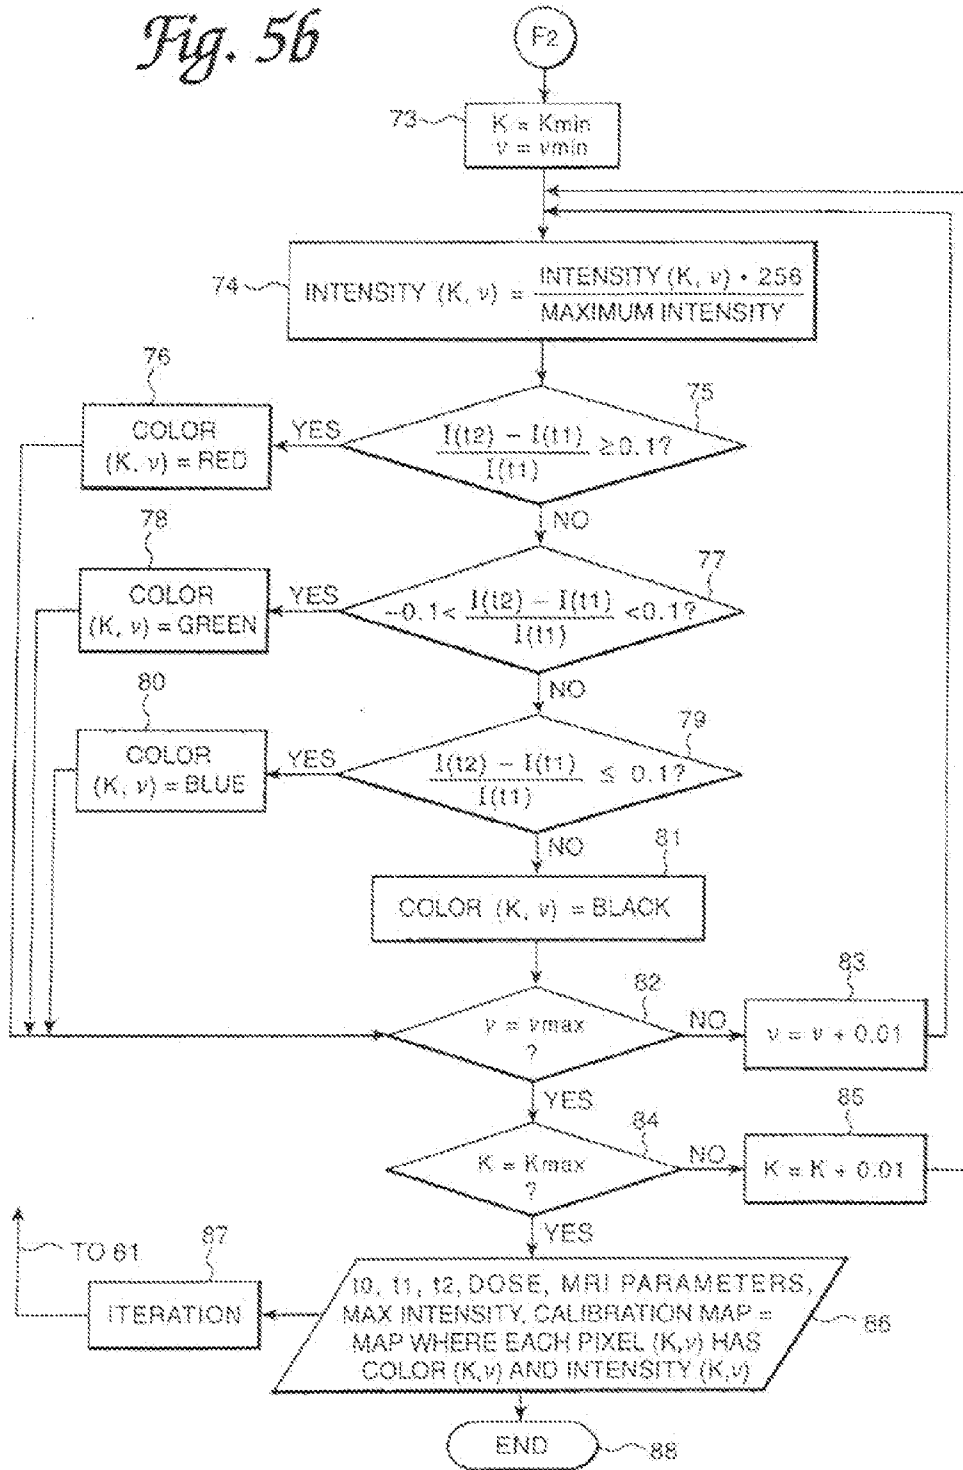 Fig. 5b
F2
73
K = Kmin
ν = νmin
74
INTENSITY (K, ν) = INTENSITY (K, ν) • 256
MAXIMUM INTENSITY
76
75
COLOR
(K, ν) = RED
YES
I(t2) − I(t1)
I(t1)
≥0.1?
NO
78
77
COLOR
(K, ν) = GREEN
YES
−0.1< I(t2) − I(t1) <0.1?
I(t1)
NO
80
79
COLOR
(K, ν) = BLUE
YES
I(t2) − I(t1) ≤ 0.1?
I(t1)
NO
81
COLOR (K, ν) = BLACK
82
83
ν = νmax
?
NO
ν = ν + 0.01
YES
84
85
K = Kmax
?
NO
K = K + 0.01
YES
TO 61
87
ITERATION
t0, t1, t2, DOSE, MRI PARAMETERS,
MAX INTENSITY, CALIBRATION MAP =
MAP WHERE EACH PIXEL (K,ν) HAS
COLOR (K,ν) AND INTENSITY (K,ν)
86
END
88